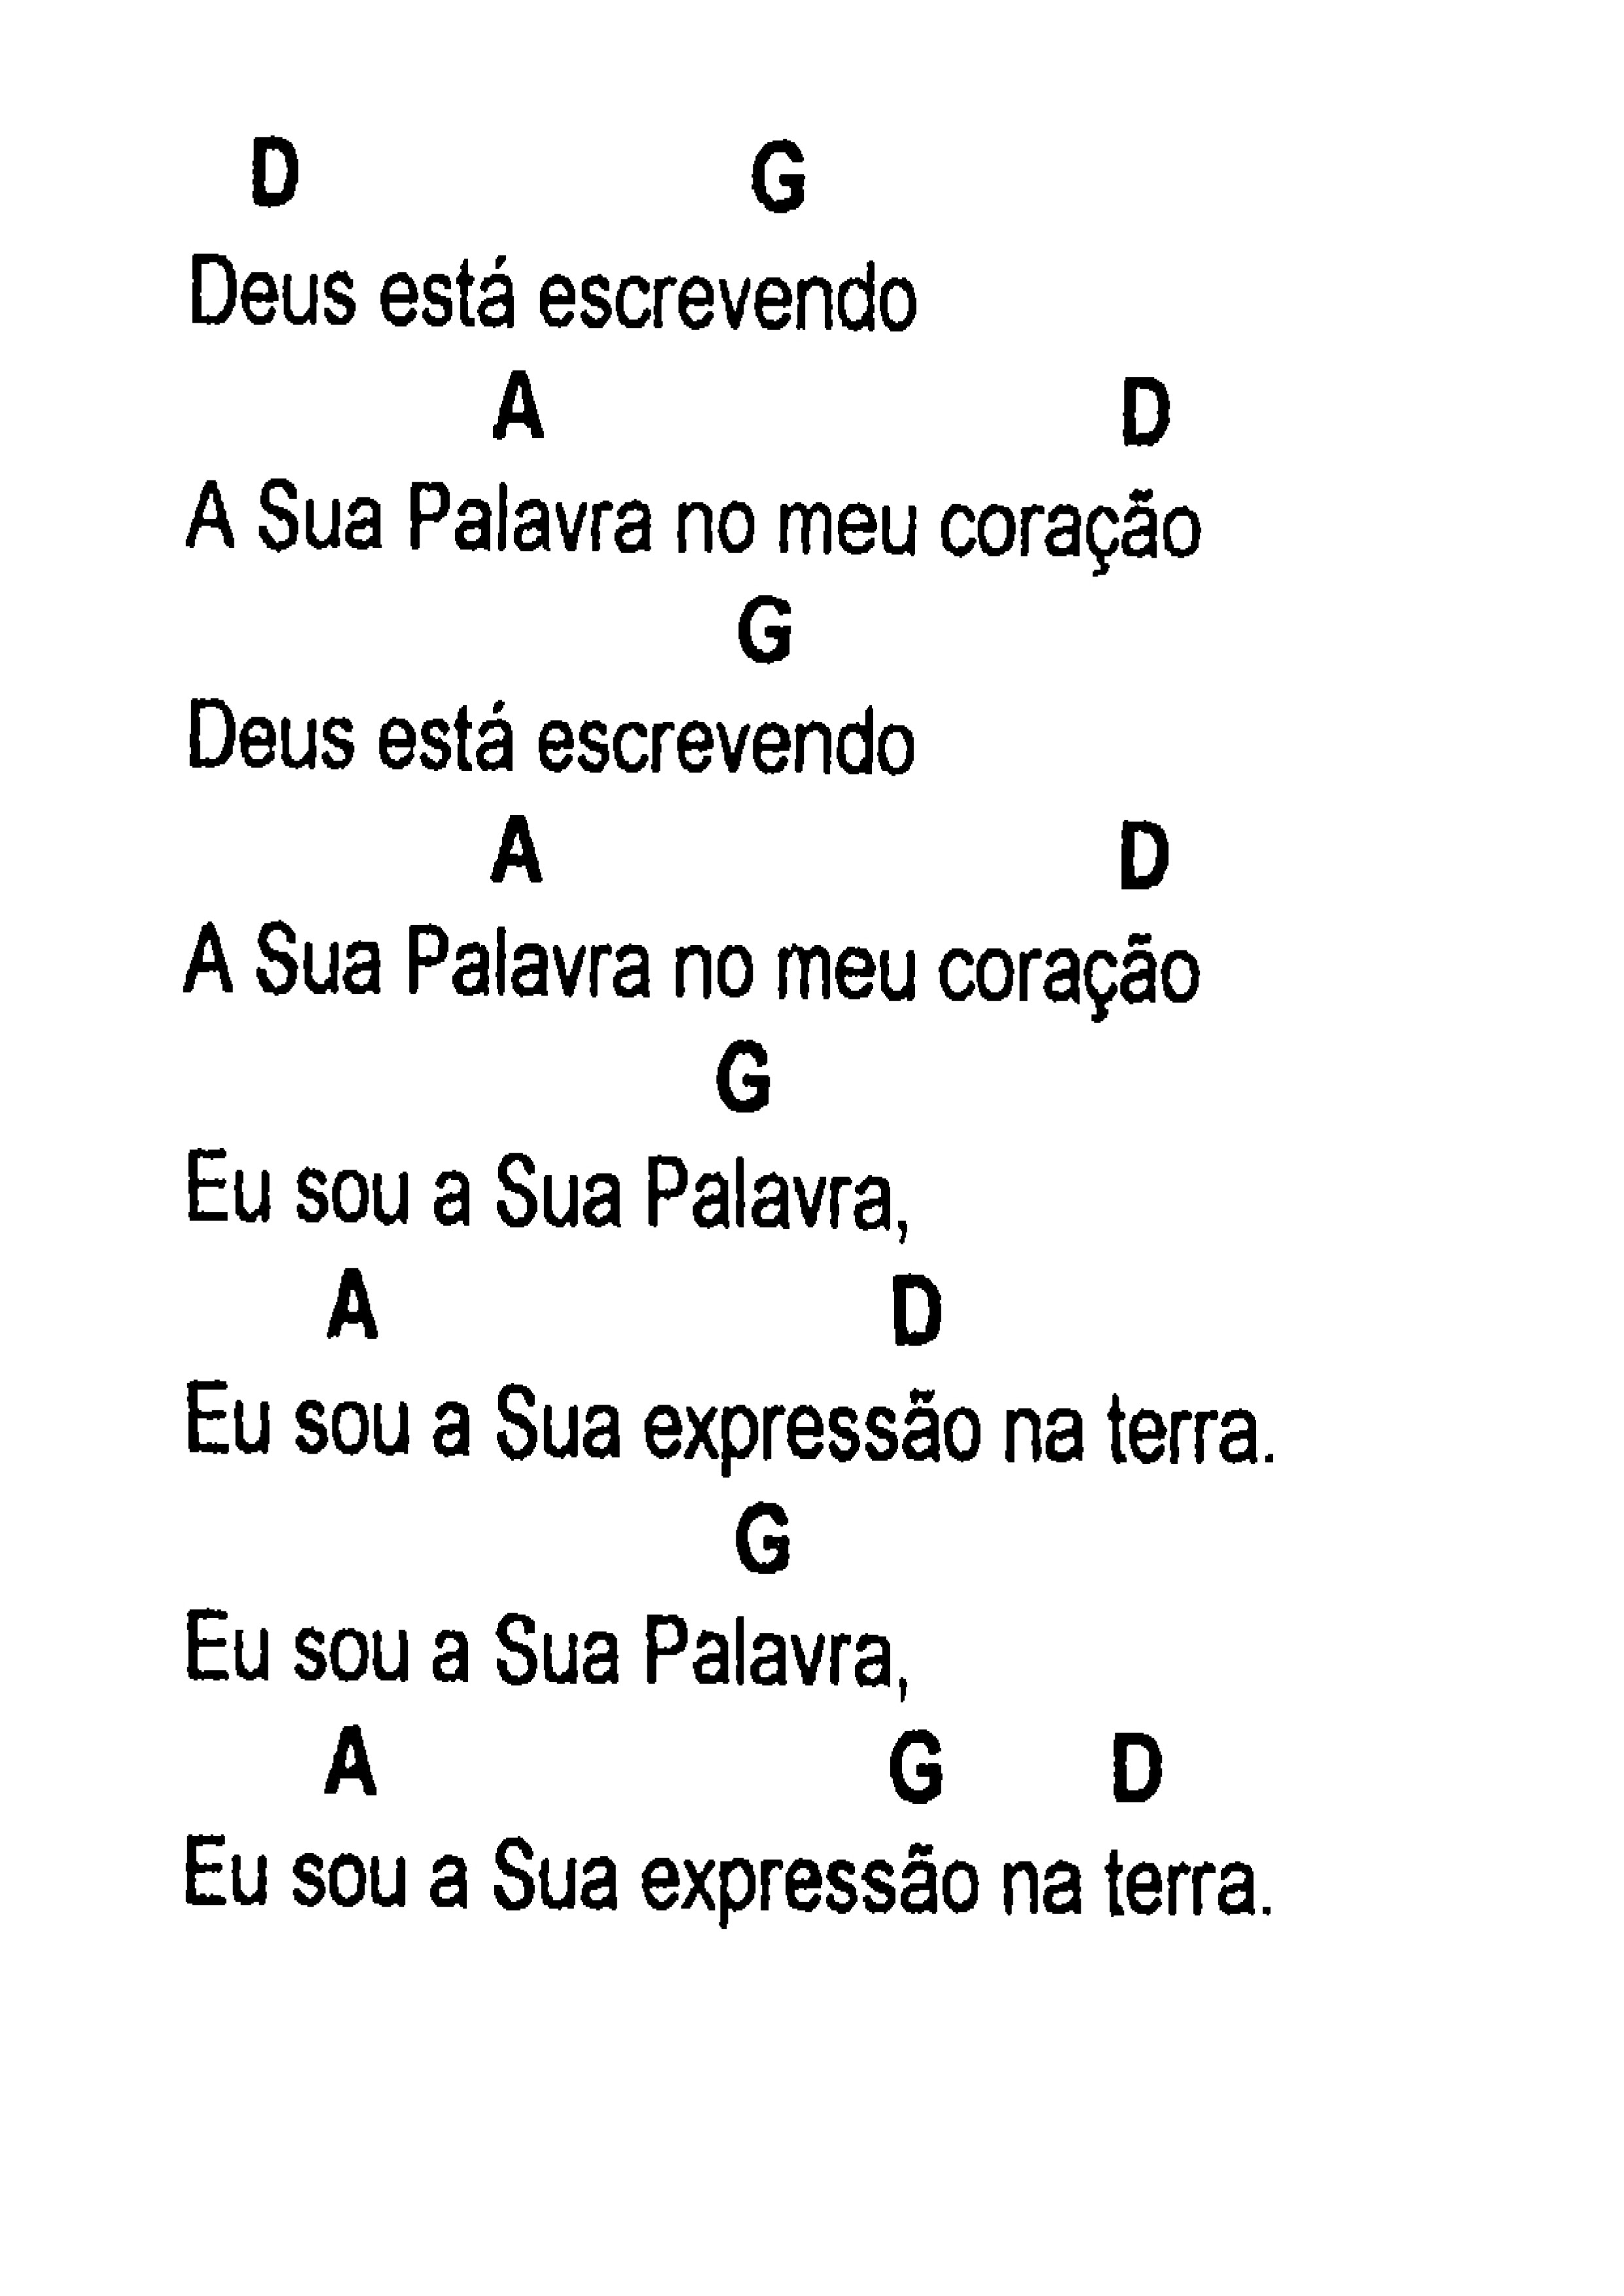 D G
Deus está escrevendo
A D
A Sua Palavra no meu coração
G
Deus está escrevendo
A D
A Sua Palavra no meu coração
G
Eu sou a Sua Palavra,
A D
Eu sou a Sua expressão na terra.
G
Eu sou a Sua Palavra,
A G D
Eu sou a Sua expressão na terra.